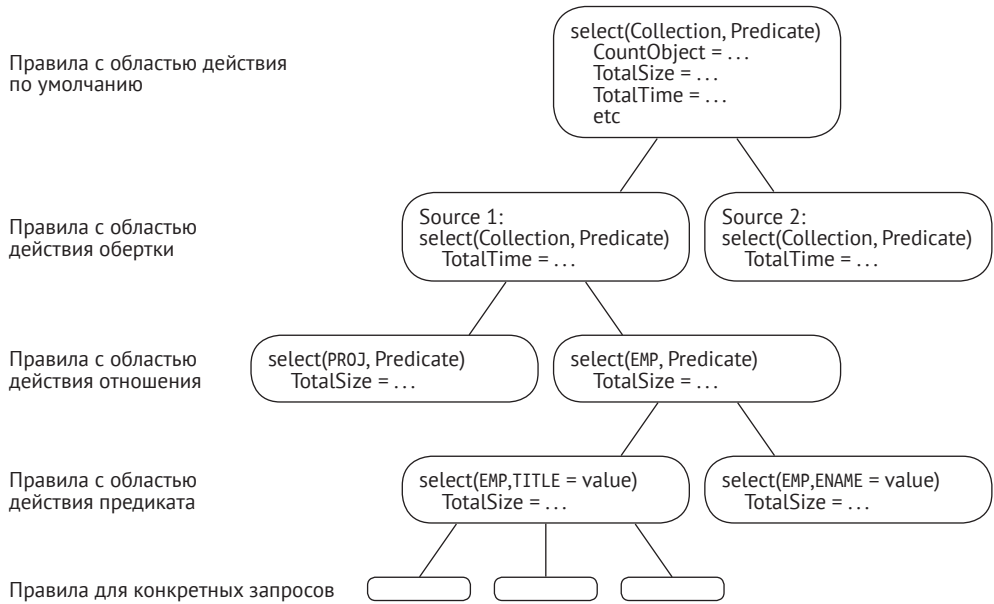 Правила с областью действия
по умолчанию
select(Collection, Predicate)
CountObject = ...
TotalSize = ...
TotalTime = ...
etc
Правила с областью
действия обертки
Source 1:
select(Collection, Predicate)
TotalTime = ...
Source 2:
select(Collection, Predicate)
TotalTime = ...
Правила с областью
действия отношения
select(PROJ, Predicate)
TotalSize = ...
select(EMP, Predicate)
TotalSize = ...
Правила с областью
действия предиката
select(EMP,TITLE = value)
TotalSize = ...
select(EMP,ENAME = value)
TotalSize = ...
Правила для конкретных запросов